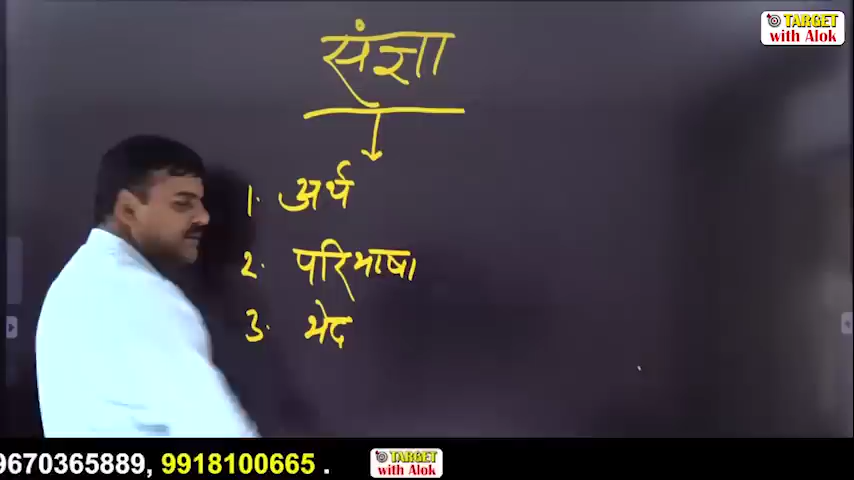 TARGET
with Alok
संज्ञा
1. अर्थ
2. परिभाषा
3. भेद
9670365889, 9918100665 .
TARGET
with Alok